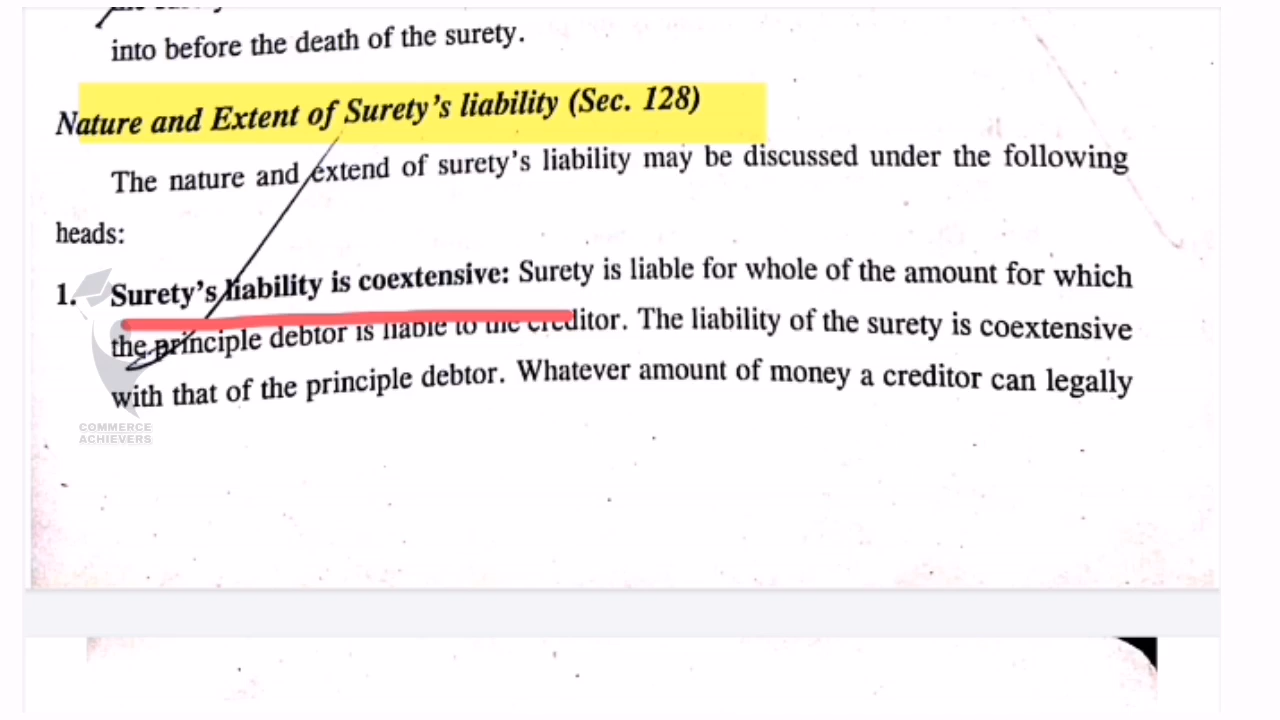 into before the death of the surety.
Nature and Extent of Surety's liability (Sec. 128)
The nature and extend of surety's liability may be discussed under the following
heads:
1. Surety's liability is coextensive: Surety is liable for whole of the amount for which
the principle debtor is liable to the creditor. The liability of the surety is coextensive
with that of the principle debtor. Whatever amount of money a creditor can legally
COMMERCE
ACHIEVERS